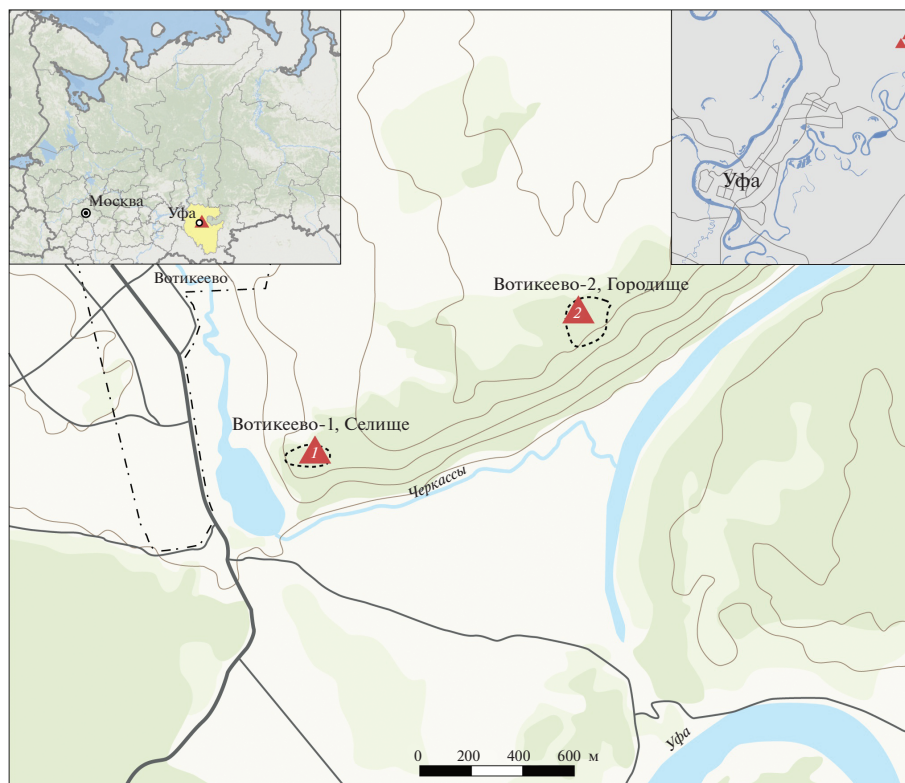 Москва
Уфа
Уфа
Вотикеево
Вотикеево-2, Городище
2
Вотикеево-1, Селище
1
Черкассы
Уфа
0 200 400 600 м